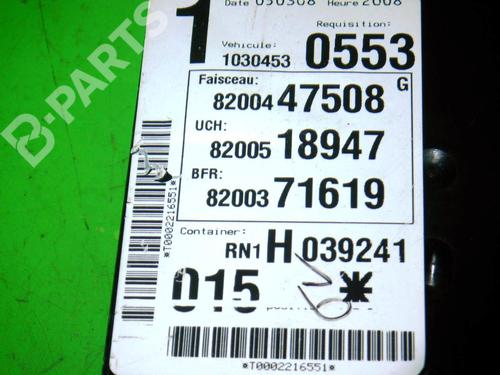 Date 050308 Heure 2008
1
Requisition:
Vehicule:
1030453
0553
Faisceau:
G
82004 47508
UCH:
82005 18947
BFR:
82003 71619
Container:
RN1 H 039241
015
*T0002216551*
*T0002216551*
B-PARTS